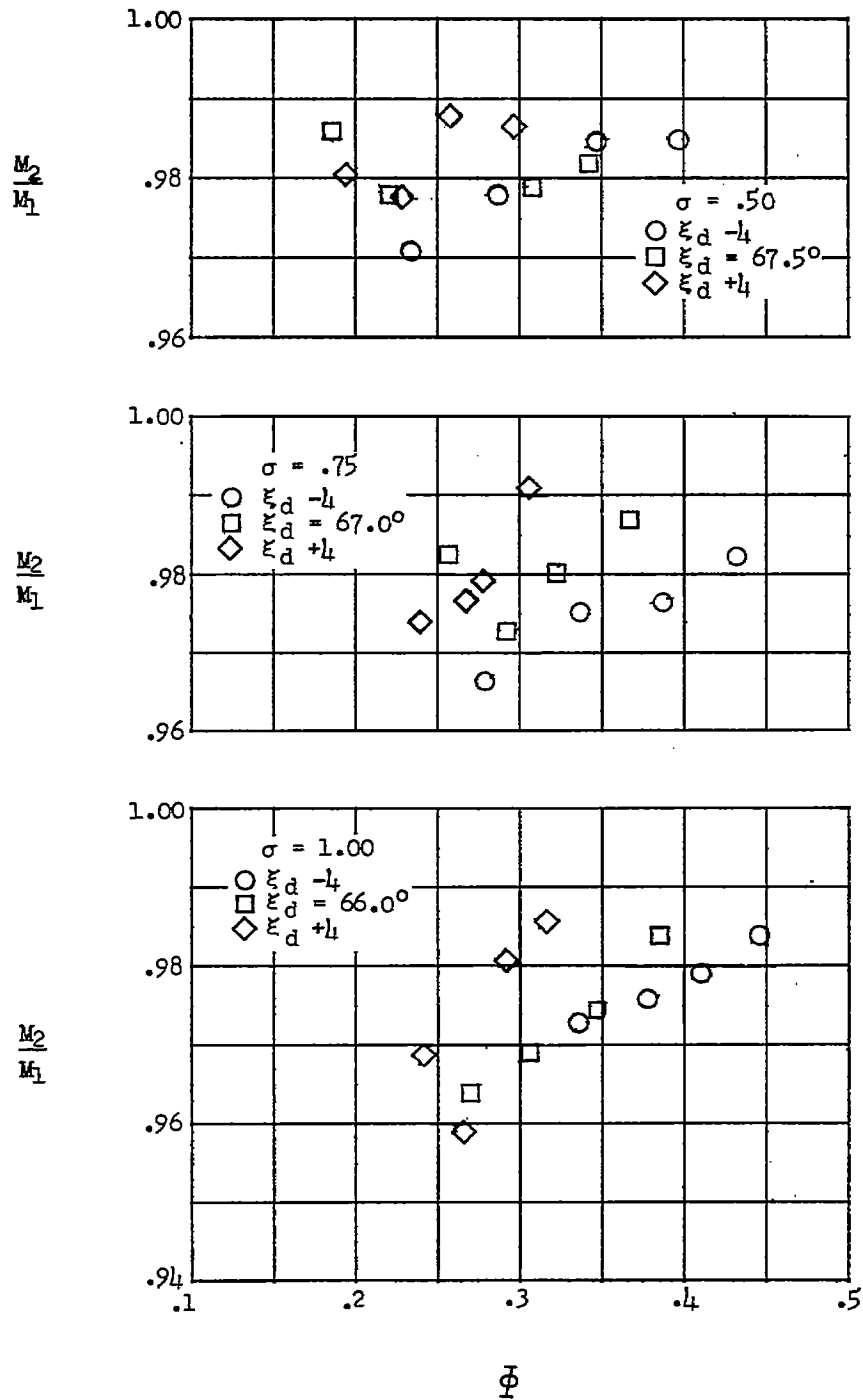 1.00
M2
M1
.98
.96
σ = .50
○ ξd -4
□ ξd = 67.5°
◇ ξd +4
1.00
M2
M1
.98
.96
σ = .75
○ ξd -4
□ ξd = 67.0°
◇ ξd +4
1.00
M2
M1
.98
.96
.94
σ = 1.00
○ ξd -4
□ ξd = 66.0°
◇ ξd +4
.1 .2 .3 .4 .5
Φ